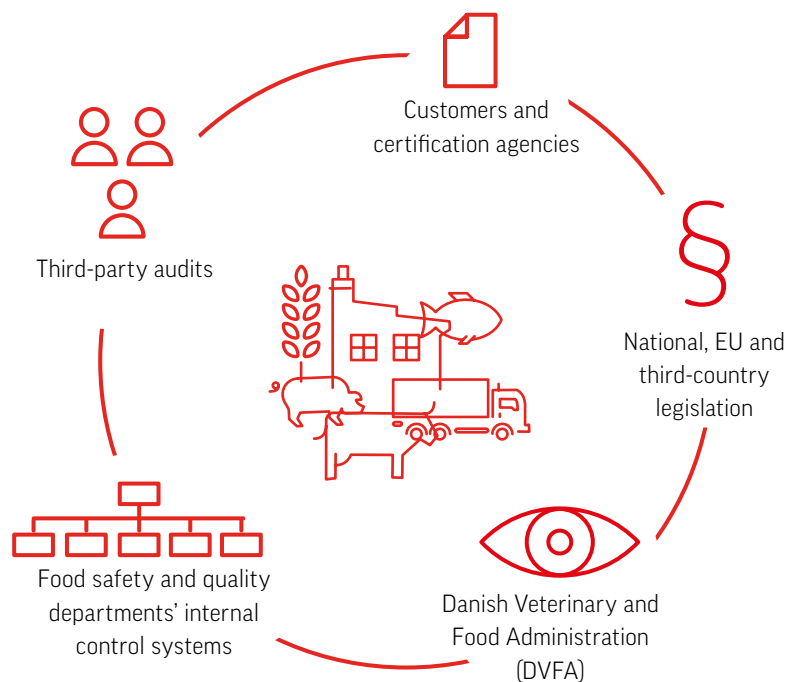 Customers and
certification agencies
Third-party audits
National, EU and
third-country
legislation
Food safety and quality
departments’ internal
control systems
Danish Veterinary and
Food Administration
(DVFA)